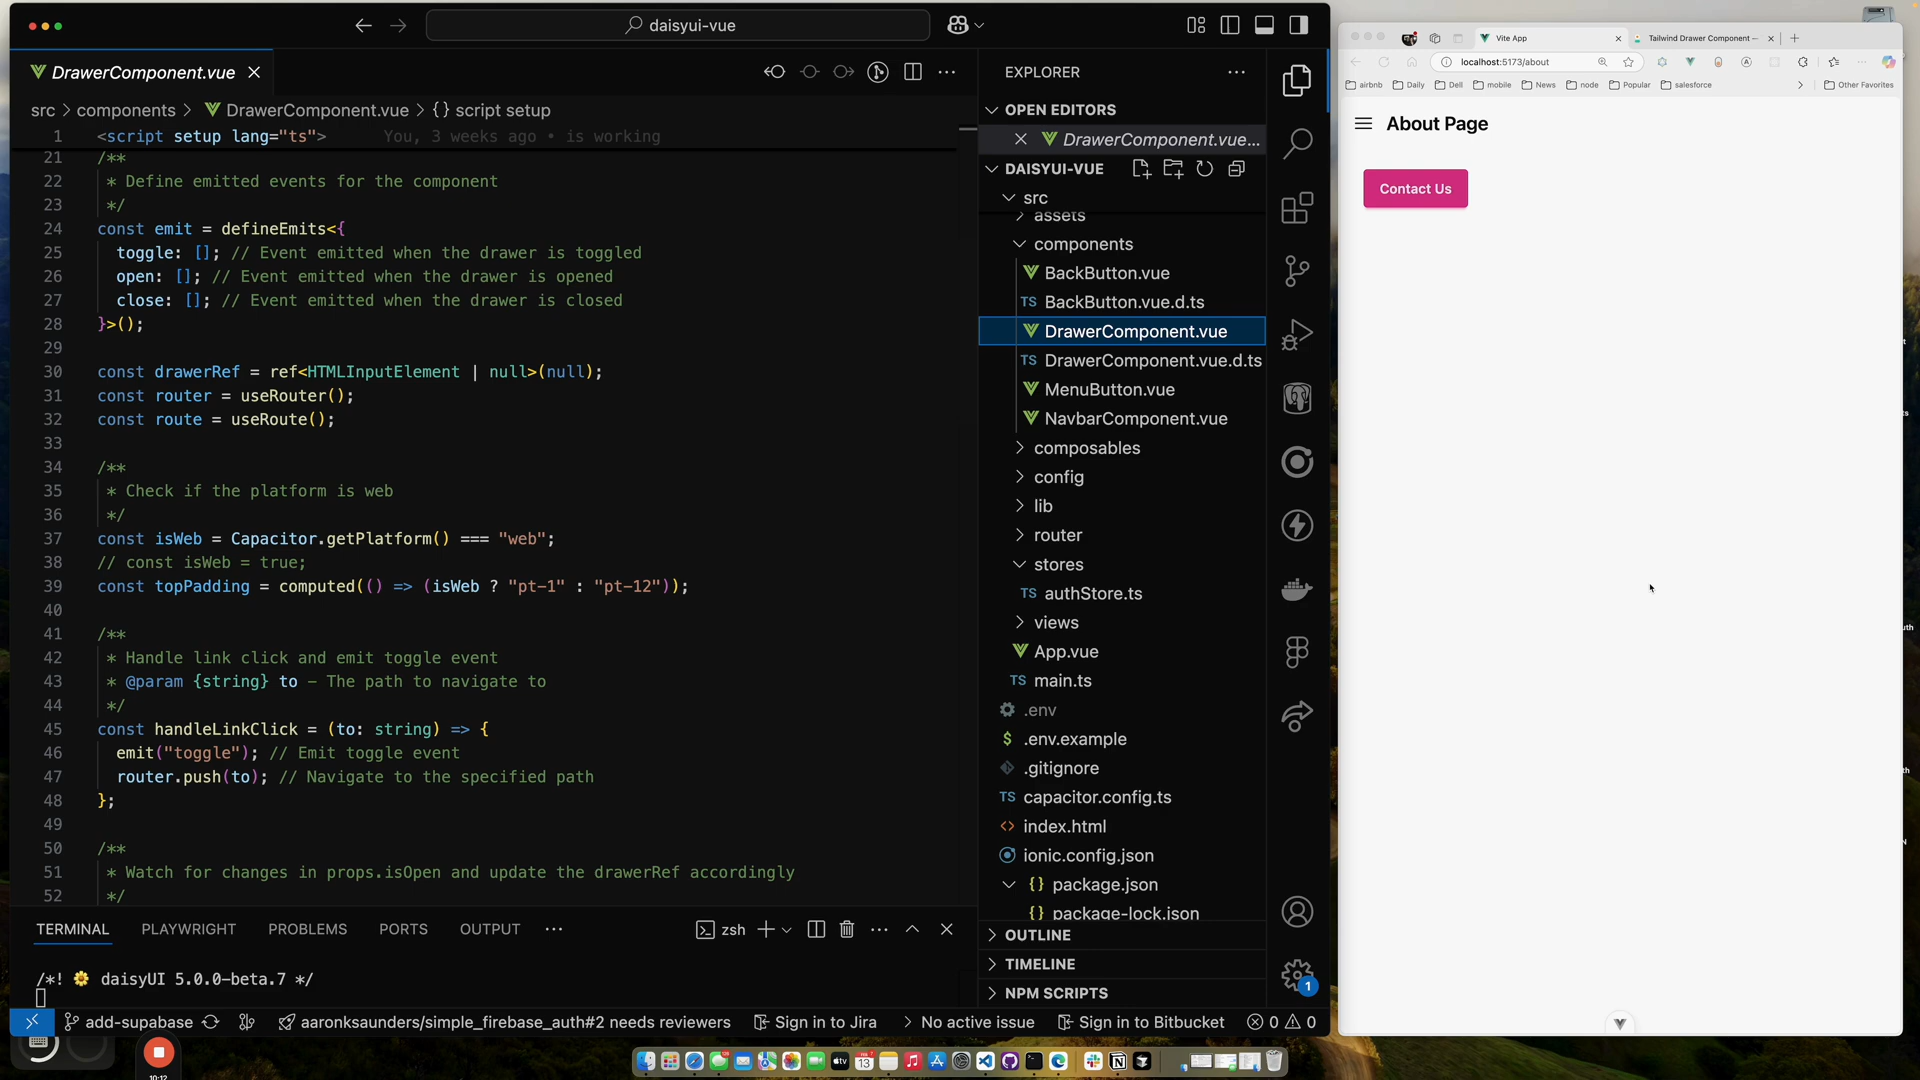 daisyui-vue
DrawerComponent.vue
src > components > DrawerComponent.vue > {} script setup
1 <script setup lang="ts"> You, 3 weeks ago • is working
21 /**
22 * Define emitted events for the component
23 */
24 const emit = defineEmits<{
25 toggle: []; // Event emitted when the drawer is toggled
26 open: []; // Event emitted when the drawer is opened
27 close: []; // Event emitted when the drawer is closed
28 }>();
29
30 const drawerRef = ref<HTMLInputElement | null>(null);
31 const router = useRouter();
32 const route = useRoute();
33
34 /**
35 * Check if the platform is web
36 */
37 const isWeb = Capacitor.getPlatform() === "web";
38 // const isWeb = true;
39 const topPadding = computed(() => (isWeb ? "pt-1" : "pt-12"));
40
41 /**
42 * Handle link click and emit toggle event
43 * @param {string} to - The path to navigate to
44 */
45 const handleLinkClick = (to: string) => {
46 emit("toggle"); // Emit toggle event
47 router.push(to); // Navigate to the specified path
48 };
49
50 /**
51 * Watch for changes in props.isOpen and update the drawerRef accordingly
52 */
TERMINAL PLAYWRIGHT PROBLEMS PORTS OUTPUT ... zsh
/*! 🌼 daisyUI 5.0.0-beta.7 */
EXPLORER
OPEN EDITORS
DrawerComponent.vue...
DAISYUI-VUE
src
assets
components
BackButton.vue
TS BackButton.vue.d.ts
DrawerComponent.vue
TS DrawerComponent.vue.d.ts
MenuButton.vue
NavbarComponent.vue
composables
config
lib
router
stores
TS authStore.ts
views
App.vue
TS main.ts
.env
$ .env.example
.gitignore
TS capacitor.config.ts
<> index.html
ionic.config.json
{} package.json
{} package-lock.json
OUTLINE
TIMELINE
NPM SCRIPTS
1
add-supabase aaronksaunders/simple_firebase_auth#2 needs reviewers Sign in to Jira No active issue Sign in to Bitbucket 0 0
10:12
Vite App Tailwind Drawer Component —
localhost:5173/about
airbnb Daily Dell mobile News node Popular salesforce Other Favorites
About Page
Contact Us